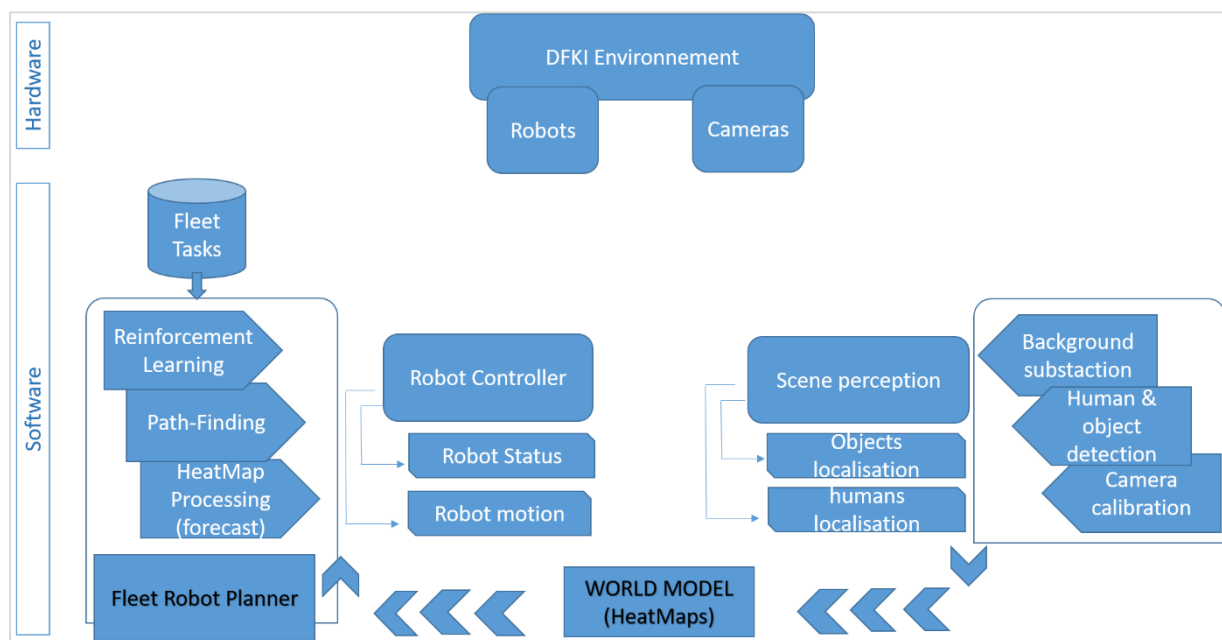 Hardware
DFKI Environnement
Robots
Cameras
Software
Fleet
Tasks
Reinforcement
Learning
Path-Finding
HeatMap
Processing
(forecast)
Fleet Robot Planner
Robot Controller
Robot Status
Robot motion
Scene perception
Objects
localisation
humans
localisation
Background
substaction
Human &
object
detection
Camera
calibration
WORLD MODEL
(HeatMaps)